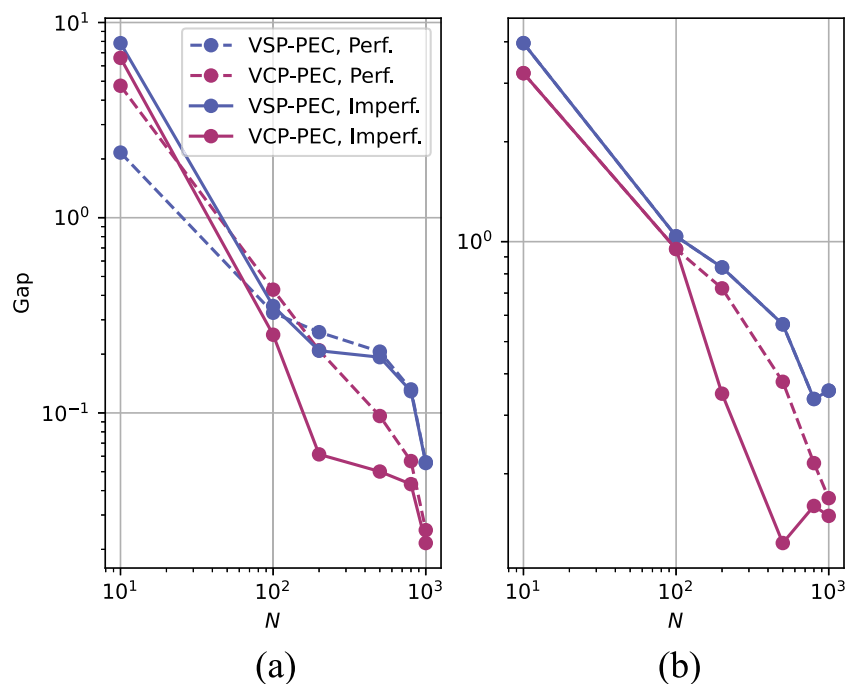 10^1
10^0
10^-1
Gap
VSP-PEC, Perf.
VCP-PEC, Perf.
VSP-PEC, Imperf.
VCP-PEC, Imperf.
10^1 10^2 10^3
N
(a)
10^0
10^1 10^2 10^3
N
(b)